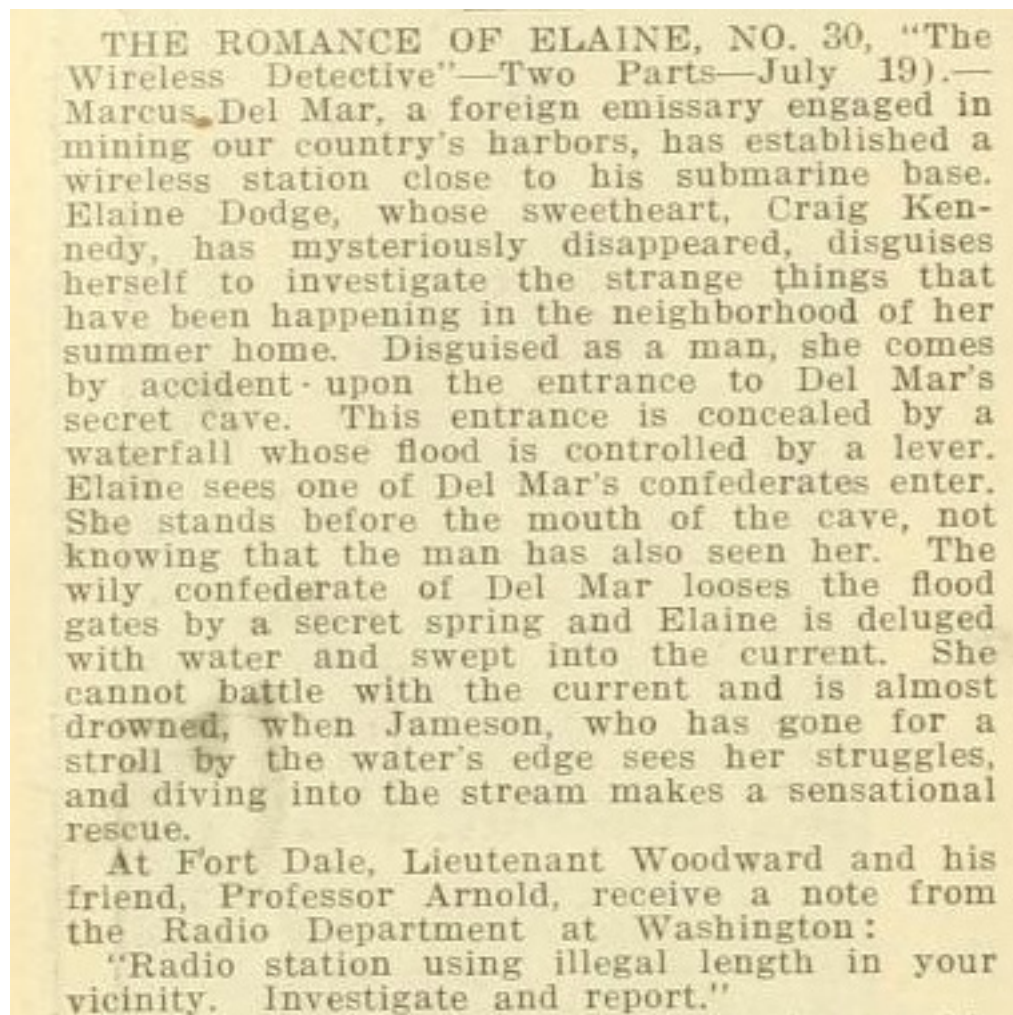 THE ROMANCE OF ELAINE, NO. 30, "The
Wireless Detective"—Two Parts—July 19).—
Marcus Del Mar, a foreign emissary engaged in
mining our country's harbors, has established a
wireless station close to his submarine base.
Elaine Dodge, whose sweetheart, Craig Ken-
nedy, has mysteriously disappeared, disguises
herself to investigate the strange things that
have been happening in the neighborhood of her
summer home. Disguised as a man, she comes
by accident upon the entrance to Del Mar's
secret cave. This entrance is concealed by a
waterfall whose flood is controlled by a lever.
Elaine sees one of Del Mar's confederates enter.
She stands before the mouth of the cave, not
knowing that the man has also seen her. The
wily confederate of Del Mar looses the flood
gates by a secret spring and Elaine is deluged
with water and swept into the current. She
cannot battle with the current and is almost
drowned, when Jameson, who has gone for a
stroll by the water's edge sees her struggles,
and diving into the stream makes a sensational
rescue.
At Fort Dale, Lieutenant Woodward and his
friend, Professor Arnold, receive a note from
the Radio Department at Washington:
"Radio station using illegal length in your
vicinity. Investigate and report."